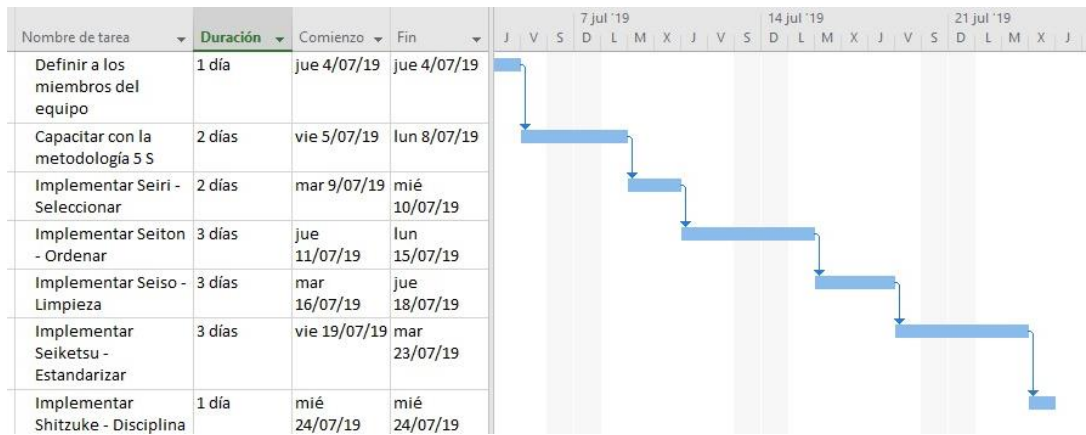 7 jul '19 14 jul '19 21 jul '19
Nombre de tarea Duración Comienzo Fin J V S D L M X J V S D L M X J V S D L M X J
Definir a los 1 día jue 4/07/19 jue 4/07/19
miembros del
equipo
Capacitar con la 2 días vie 5/07/19 lun 8/07/19
metodología 5 S
Implementar Seiri - 2 días mar 9/07/19 mié
Seleccionar 10/07/19
Implementar Seiton 3 días jue lun
- Ordenar 11/07/19 15/07/19
Implementar Seiso - 3 días mar jue
Limpieza 16/07/19 18/07/19
Implementar 3 días vie 19/07/19 mar
Seiketsu - 23/07/19
Estandarizar
Implementar 1 día mié mié
Shitzuke - Disciplina 24/07/19 24/07/19